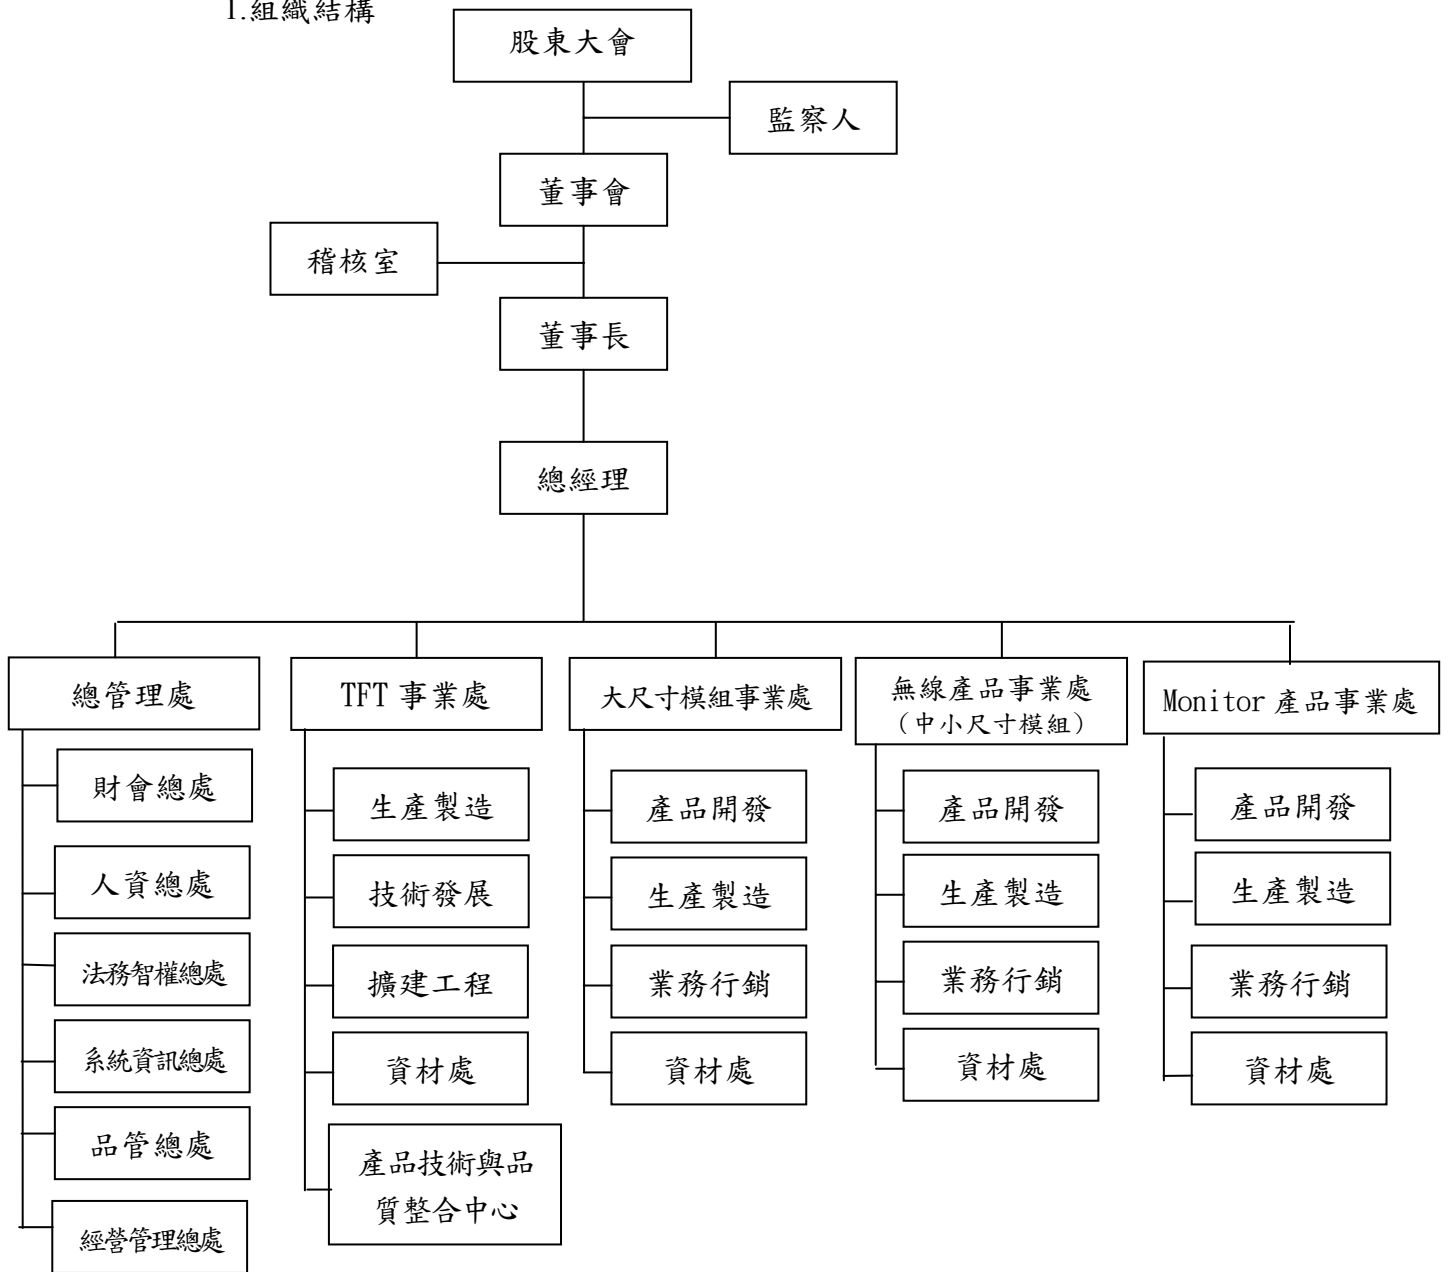 1.組織結構
股東大會
監察人
董事會
稽核室
董事長
總經理
總管理處
財會總處
人資總處
法務智權總處
系統資訊總處
品管總處
經營管理總處
TFT 事業處
生產製造
技術發展
擴建工程
資材處
產品技術與品
質整合中心
大尺寸模組事業處
產品開發
生產製造
業務行銷
資材處
無線產品事業處
（中小尺寸模組）
產品開發
生產製造
業務行銷
資材處
Monitor 產品事業處
產品開發
生產製造
業務行銷
資材處